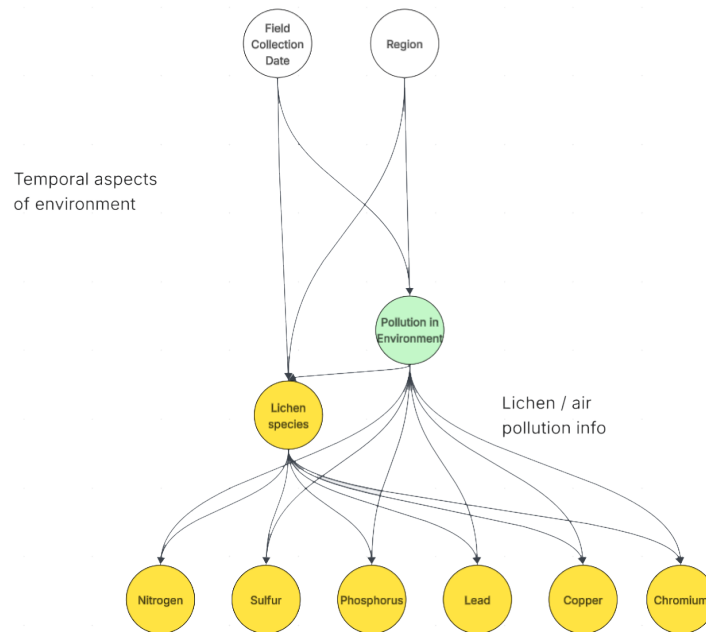 Field
Collection
Date
Region
Temporal aspects
of environment
Pollution in
Environment
Lichen
species
Lichen / air
pollution info
Nitrogen
Sulfur
Phosphorus
Lead
Copper
Chromium